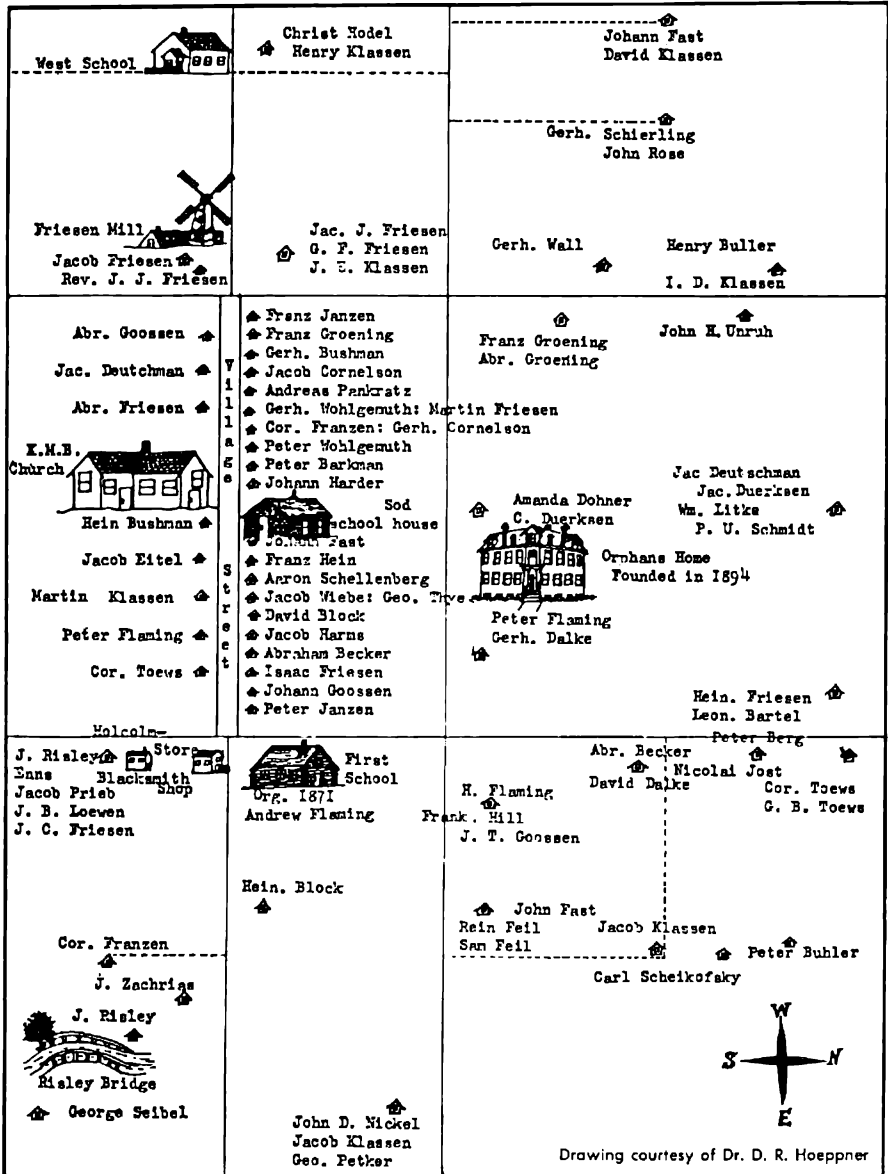 West School
Christ Hodel
Henry Klassen
Johann Fast
David Klassen
Gerh. Schierling
John Rose
Friesen Mill
Jacob Friesen
Rev. J. J. Friesen
Jac. J. Friesen
G. F. Friesen
J. E. Klassen
Gerh. Wall
Henry Buller
I. D. Klassen
Abr. Goossen
Jac. Deutchman
Abr. Friesen
K.M.B.
Church
Hein Bushman
Jacob Eitel
Martin Klassen
Peter Flaming
Cor. Toews
Village
Street
Franz Janzen
Franz Groening
Gerh. Bushman
Jacob Cornelson
Andreas Pankratz
Gerh. Wohlgemuth: Martin Friesen
Cor. Franzen: Gerh. Cornelson
Peter Wohlgemuth
Peter Barkman
Johann Harder
Sod
school house
Johann Fast
Franz Hein
Aaron Schellenberg
Jacob Wiebe: Geo.
David Block
Jacob Harms
Abraham Becker
Isaac Friesen
Johann Goossen
Peter Janzen
Franz Groening
Abr. Groening
John H. Unruh
Amanda Dohner
C. Duerksen
Jac Deutschman
Jac. Duerksen
Wm. Litke
P. U. Schmidt
Orphans Home
Founded in 1894
Peter Flaming
Gerh. Dalke
Hein. Friesen
Leon. Bartel
Peter Berg
Holcolm-
Store
J. Risley
Enns
Jacob Prieb
J. B. Loewen
J. C. Friesen
Blacksmith
Shop
First
School
Org. 1871
Andrew Flaming
H. Flaming
Frank. Hill
J. T. Goossen
Abr. Becker
David Dalke
Nicolai Jost
Cor. Toews
G. B. Toews
Hein. Block
John Fast
Rein Feil
Sam Feil
Jacob Klassen
Peter Buhler
Carl Scheikofsky
Cor. Franzen
J. Zachrias
J. Risley
Risley Bridge
George Seibel
John D. Nickel
Jacob Klassen
Geo. Petker
W
S
N
E
Drawing courtesy of Dr. D. R. Hoeppner